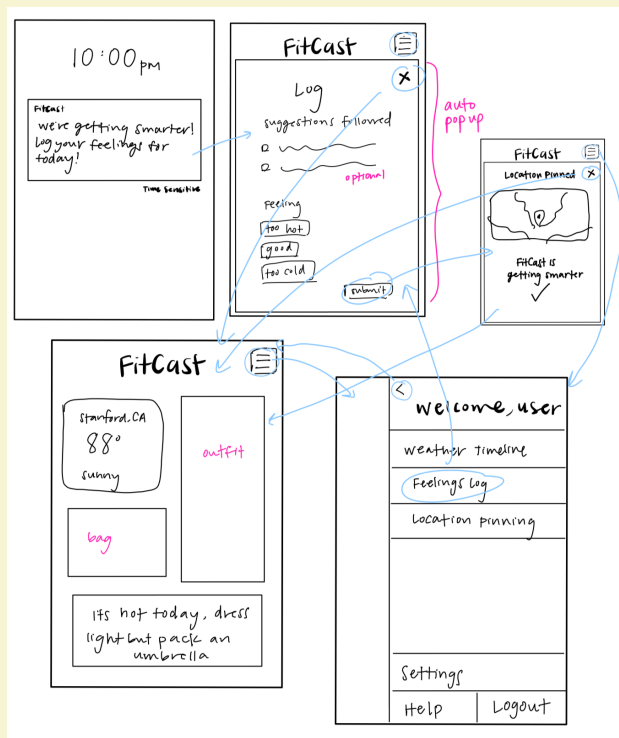 10:00 pm
FitCast
we're getting smarter!
Log your feelings for
today!
Time Sensitive
FitCast
Log
suggestions followed
optional
Feeling
too hot
good
too cold
submit
auto
pop up
FitCast
Location Pinned
FitCast is
getting smarter
FitCast
Stanford, CA
88°
sunny
outfit
bag
its hot today, dress
light but pack an
umbrella
welcome, user
weather timeline
Feelings Log
Location pinning
Settings
Help
Logout